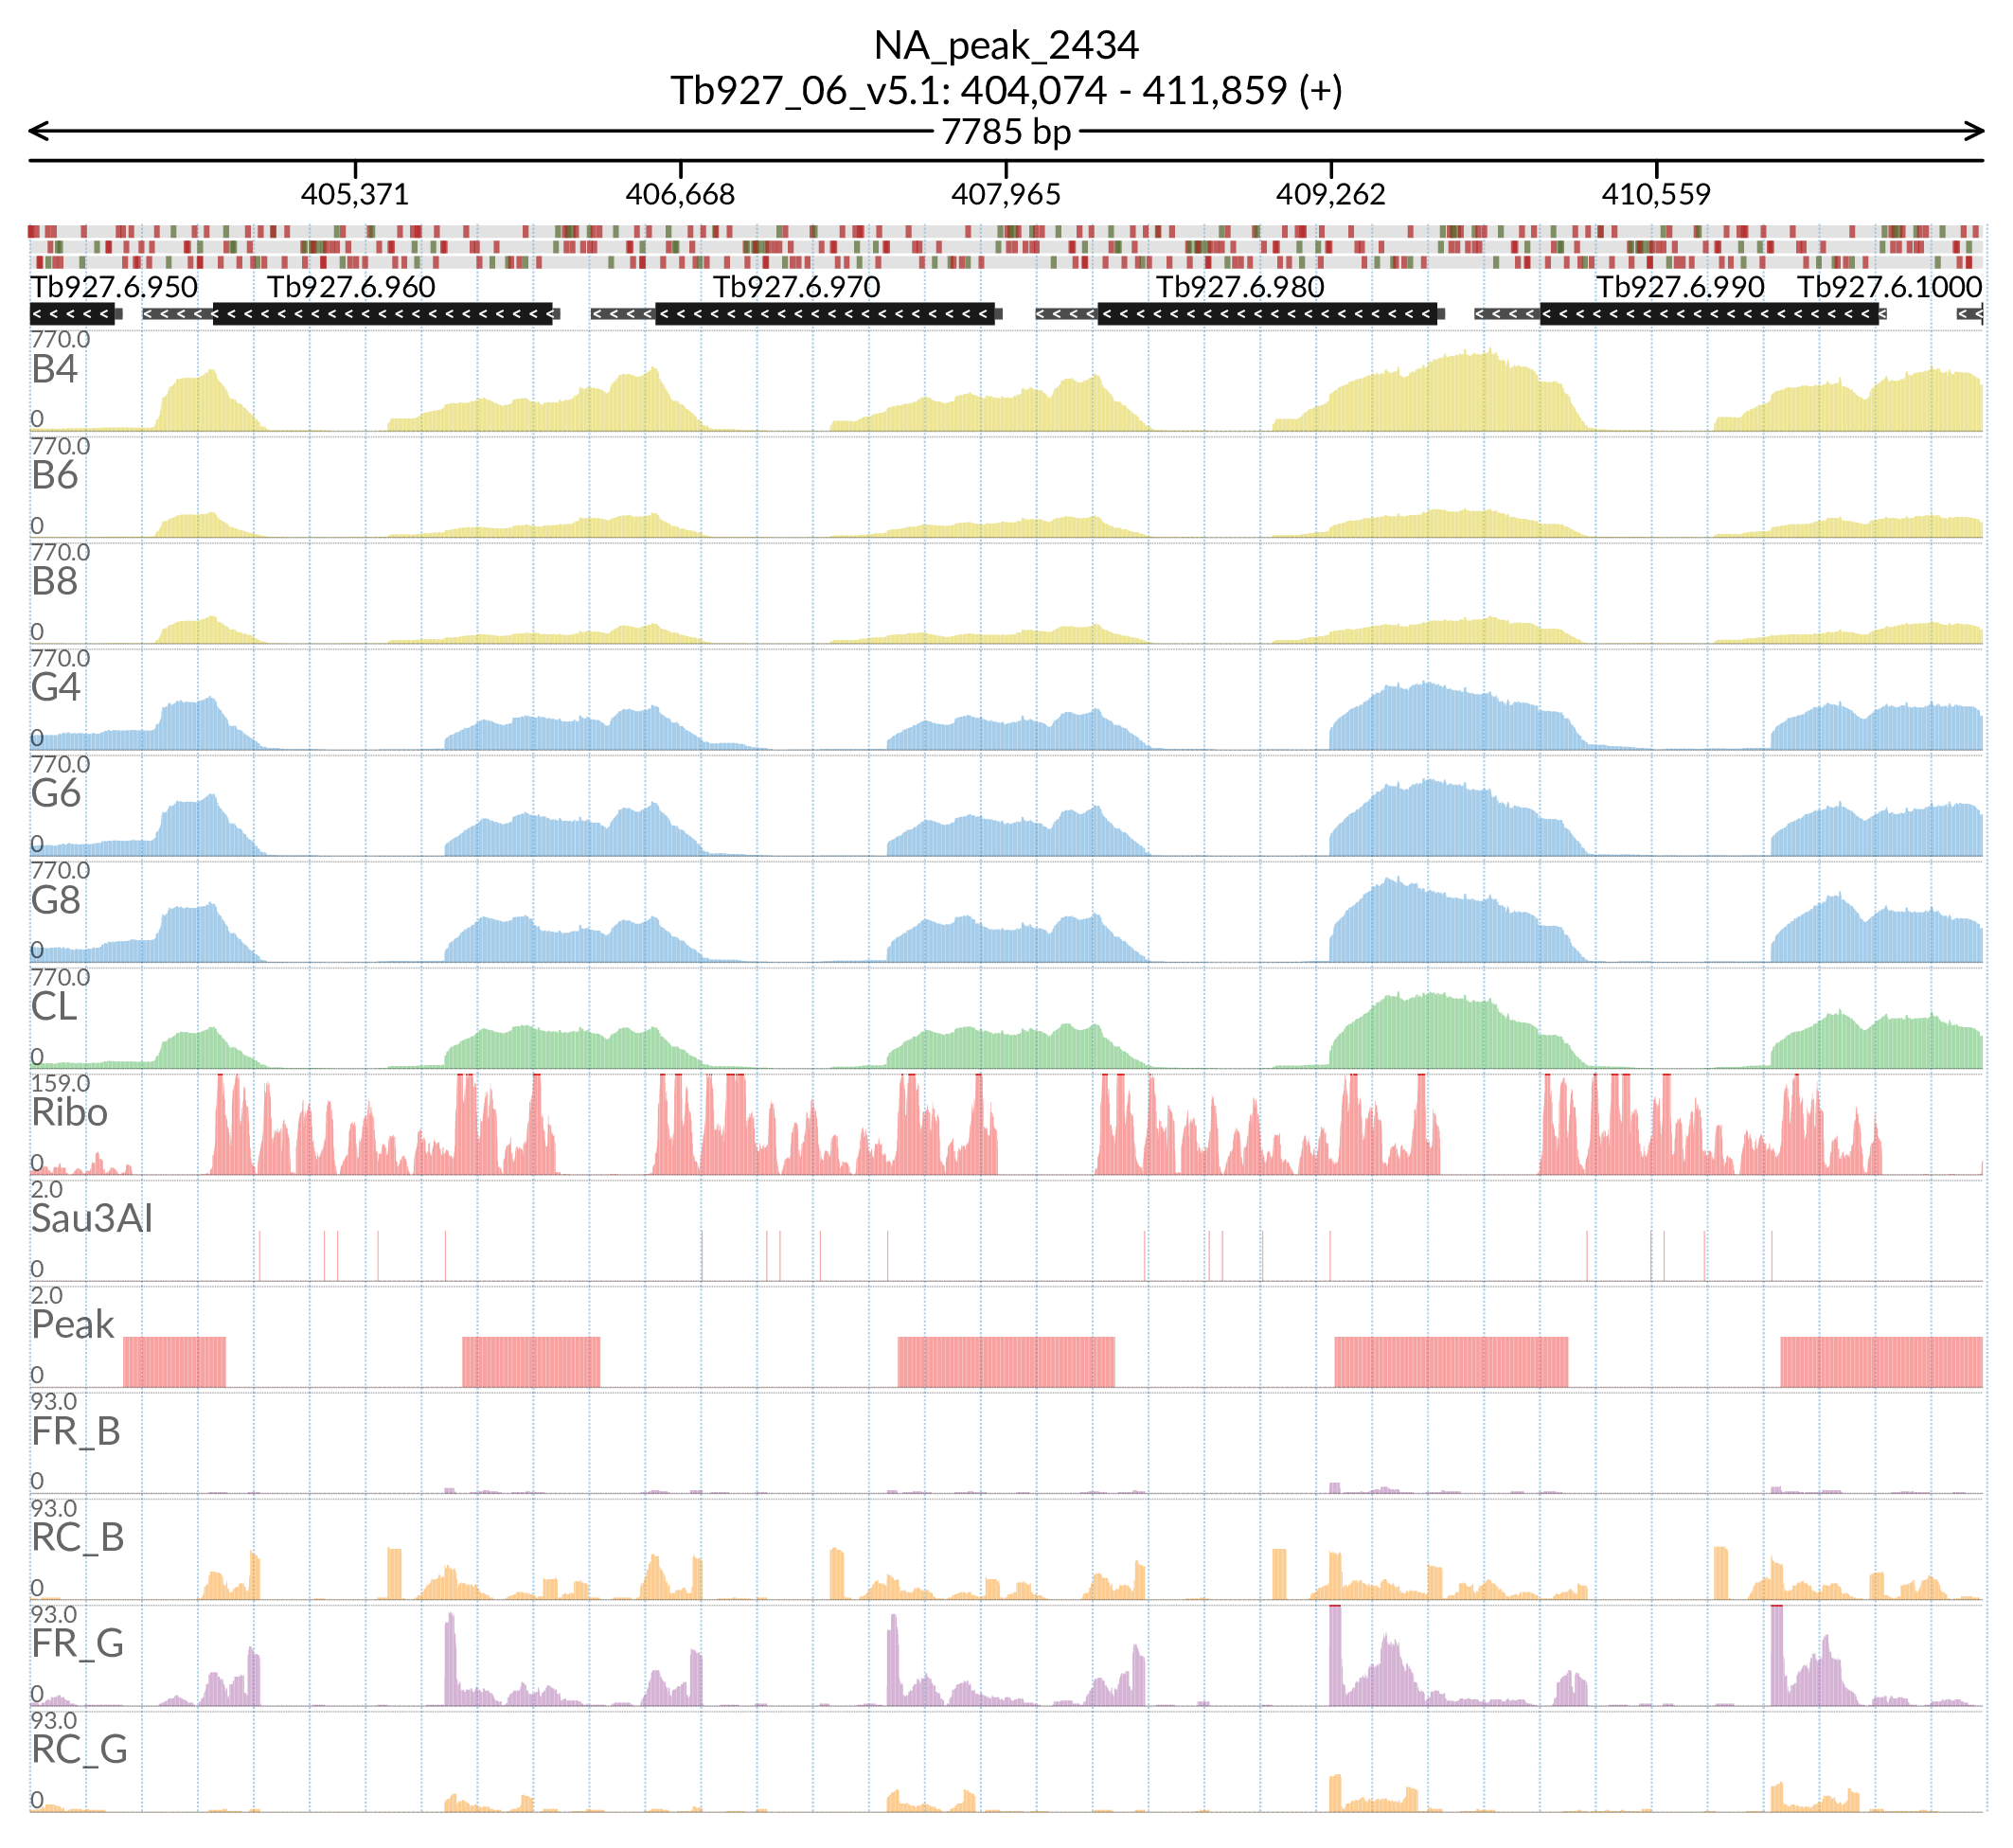 NA_peak_2434
Tb927_06_v5.1: 404,074 - 411,859 (+)
7785 bp
405,371 406,668 407,965 409,262 410,559
Tb927.6.950 Tb927.6.960 Tb927.6.970 Tb927.6.980 Tb927.6.990 Tb927.6.1000
770.0
B4
0
770.0
B6
0
770.0
B8
0
770.0
G4
0
770.0
G6
0
770.0
G8
0
770.0
CL
0
159.0
Ribo
0
2.0
Sau3AI
0
2.0
Peak
0
93.0
FR_B
0
93.0
RC_B
0
93.0
FR_G
0
93.0
RC_G
0